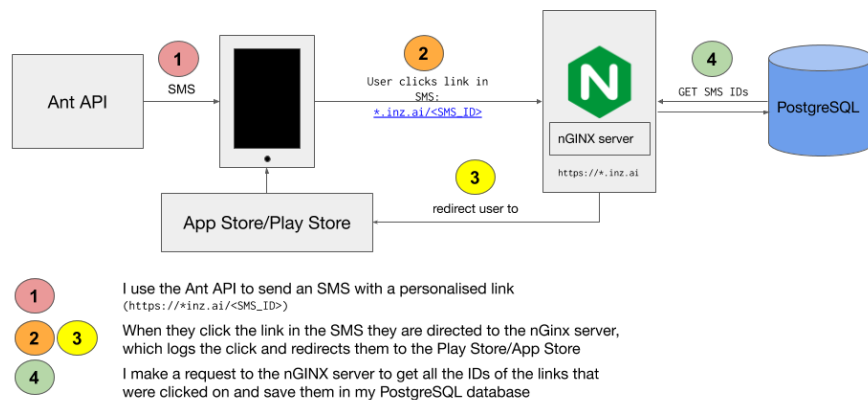 1
SMS
Ant API
2
User clicks link in
SMS:
*.inz.ai/<SMS_ID>
N
nGINX server
https://*.inz.ai
4
GET SMS IDs
PostgreSQL
3
redirect user to
App Store/Play Store
1
I use the Ant API to send an SMS with a personalised link
(https://*inz.ai/<SMS_ID>)
2 3
When they click the link in the SMS they are directed to the nGinx server,
which logs the click and redirects them to the Play Store/App Store
4
I make a request to the nGINX server to get all the IDs of the links that
were clicked on and save them in my PostgreSQL database